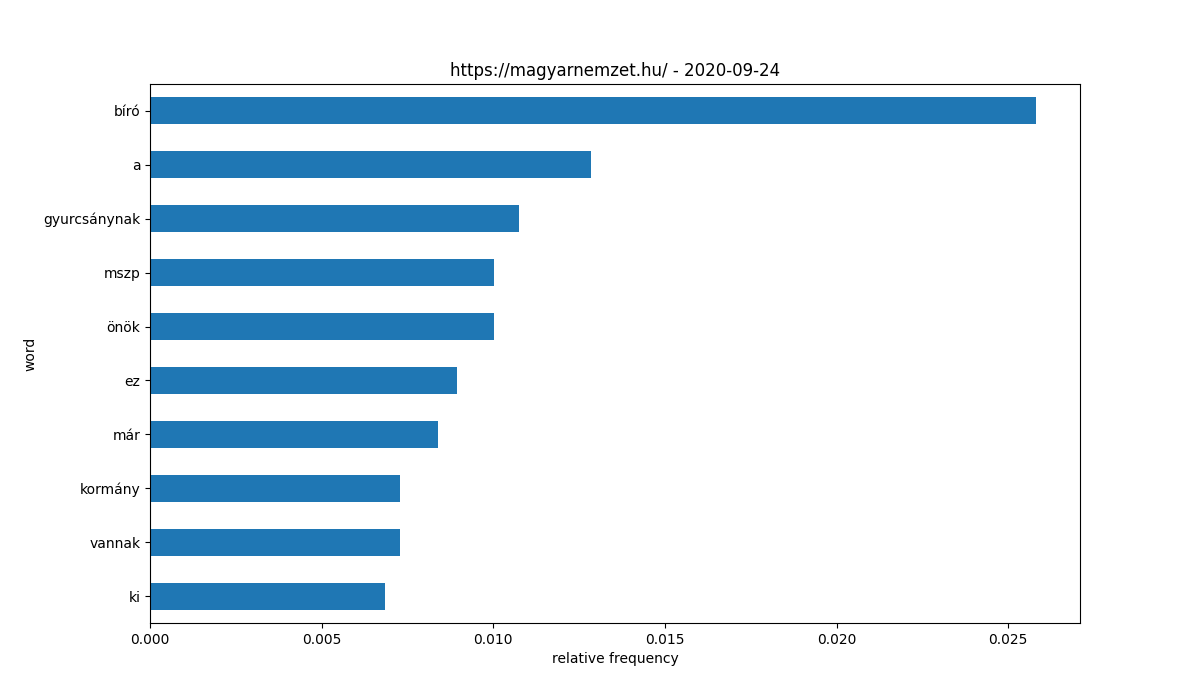 https://magyarnemzet.hu/ - 2020-09-24
bíró
a
gyurcsánynak
mszp
önök
ez
már
kormány
vannak
ki
word
0.000 0.005 0.010 0.015 0.020 0.025
relative frequency